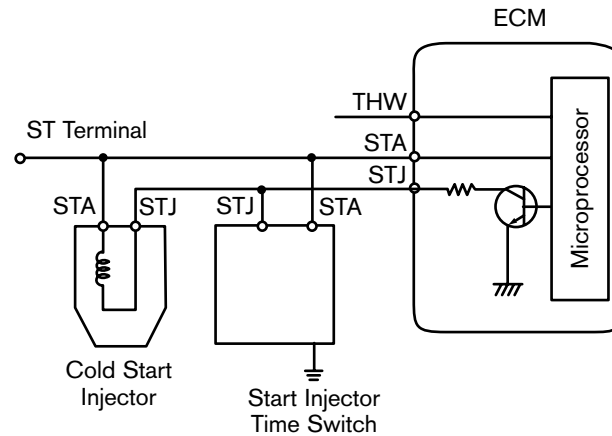 ECM
THW
ST Terminal
STA
STJ
STA
STJ
STJ
STA
Microprocessor
Cold Start
Injector
Start Injector
Time Switch